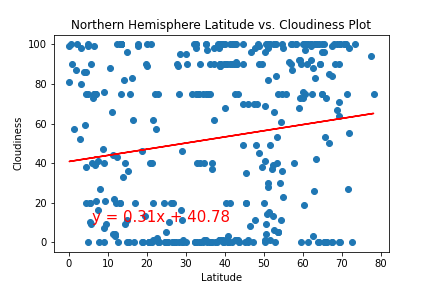 Northern Hemisphere Latitude vs. Cloudiness Plot
100
80
60
40
20
0
Cloudiness
y = 0.31x + 40.78
0 10 20 30 40 50 60 70 80
Latitude